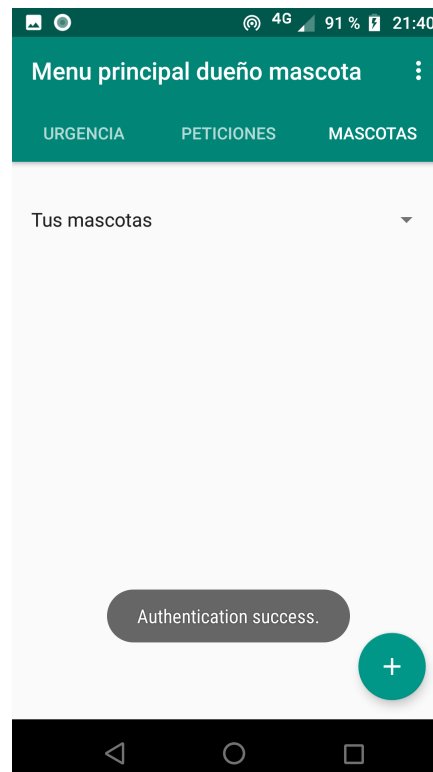 4G 91 % 21:40
Menu principal dueño mascota
URGENCIA PETICIONES MASCOTAS
Tus mascotas
Authentication success.
+